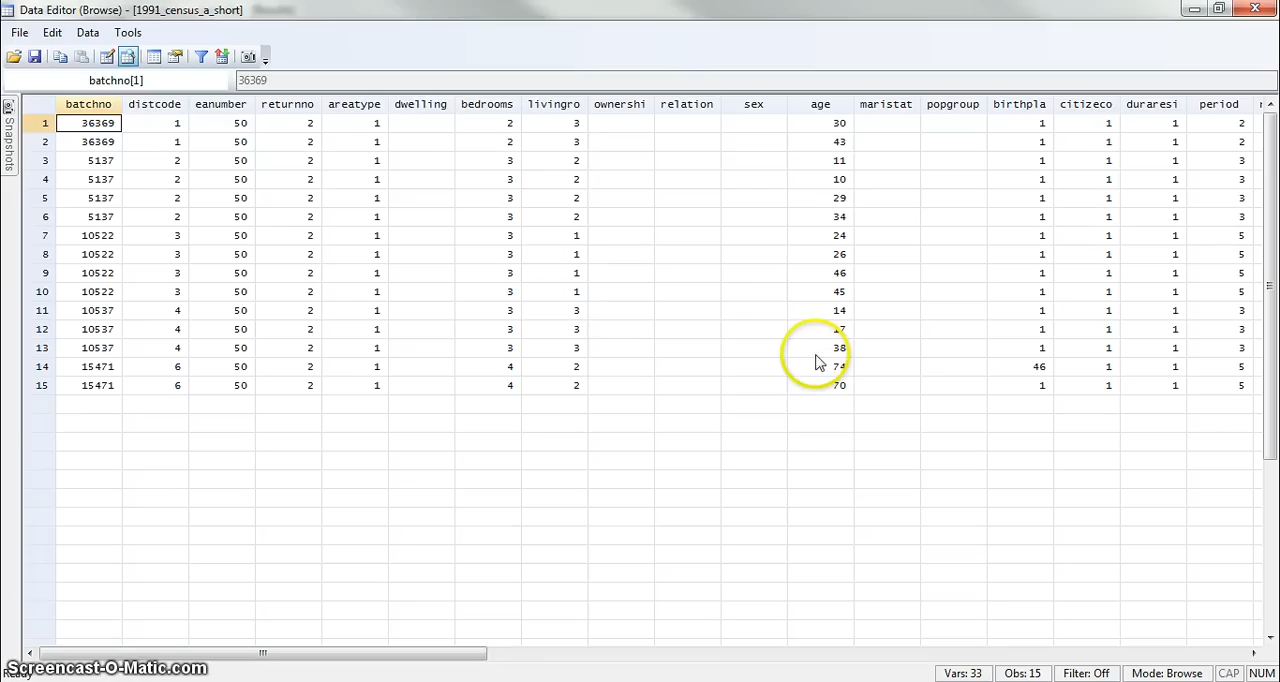 Data Editor (Browse) - [1991_census_a_short]
File Edit Data Tools
batchno[1] 36369
Snapshots
batchno distcode eanumber returnno areatype dwelling bedrooms livingro ownershi relation sex age maristat popgroup birthpla citizeco duraresi period
1 36369 1 50 2 1 2 3 30 1 1 1 2
2 36369 1 50 2 1 2 3 43 1 1 1 2
3 5137 2 50 2 1 3 2 11 1 1 1 3
4 5137 2 50 2 1 3 2 10 1 1 1 3
5 5137 2 50 2 1 3 2 29 1 1 1 3
6 5137 2 50 2 1 3 2 34 1 1 1 3
7 10522 3 50 2 1 3 1 24 1 1 1 5
8 10522 3 50 2 1 3 1 26 1 1 1 5
9 10522 3 50 2 1 3 1 46 1 1 1 5
10 10522 3 50 2 1 3 1 45 1 1 1 5
11 10537 4 50 2 1 3 3 14 1 1 1 3
12 10537 4 50 2 1 3 3 17 1 1 1 3
13 10537 4 50 2 1 3 3 38 1 1 1 3
14 15471 6 50 2 1 4 2 74 46 1 1 5
15 15471 6 50 2 1 4 2 70 1 1 1 5
Screencast-O-Matic.com
Vars: 33 Obs: 15 Filter: Off Mode: Browse CAP NUM